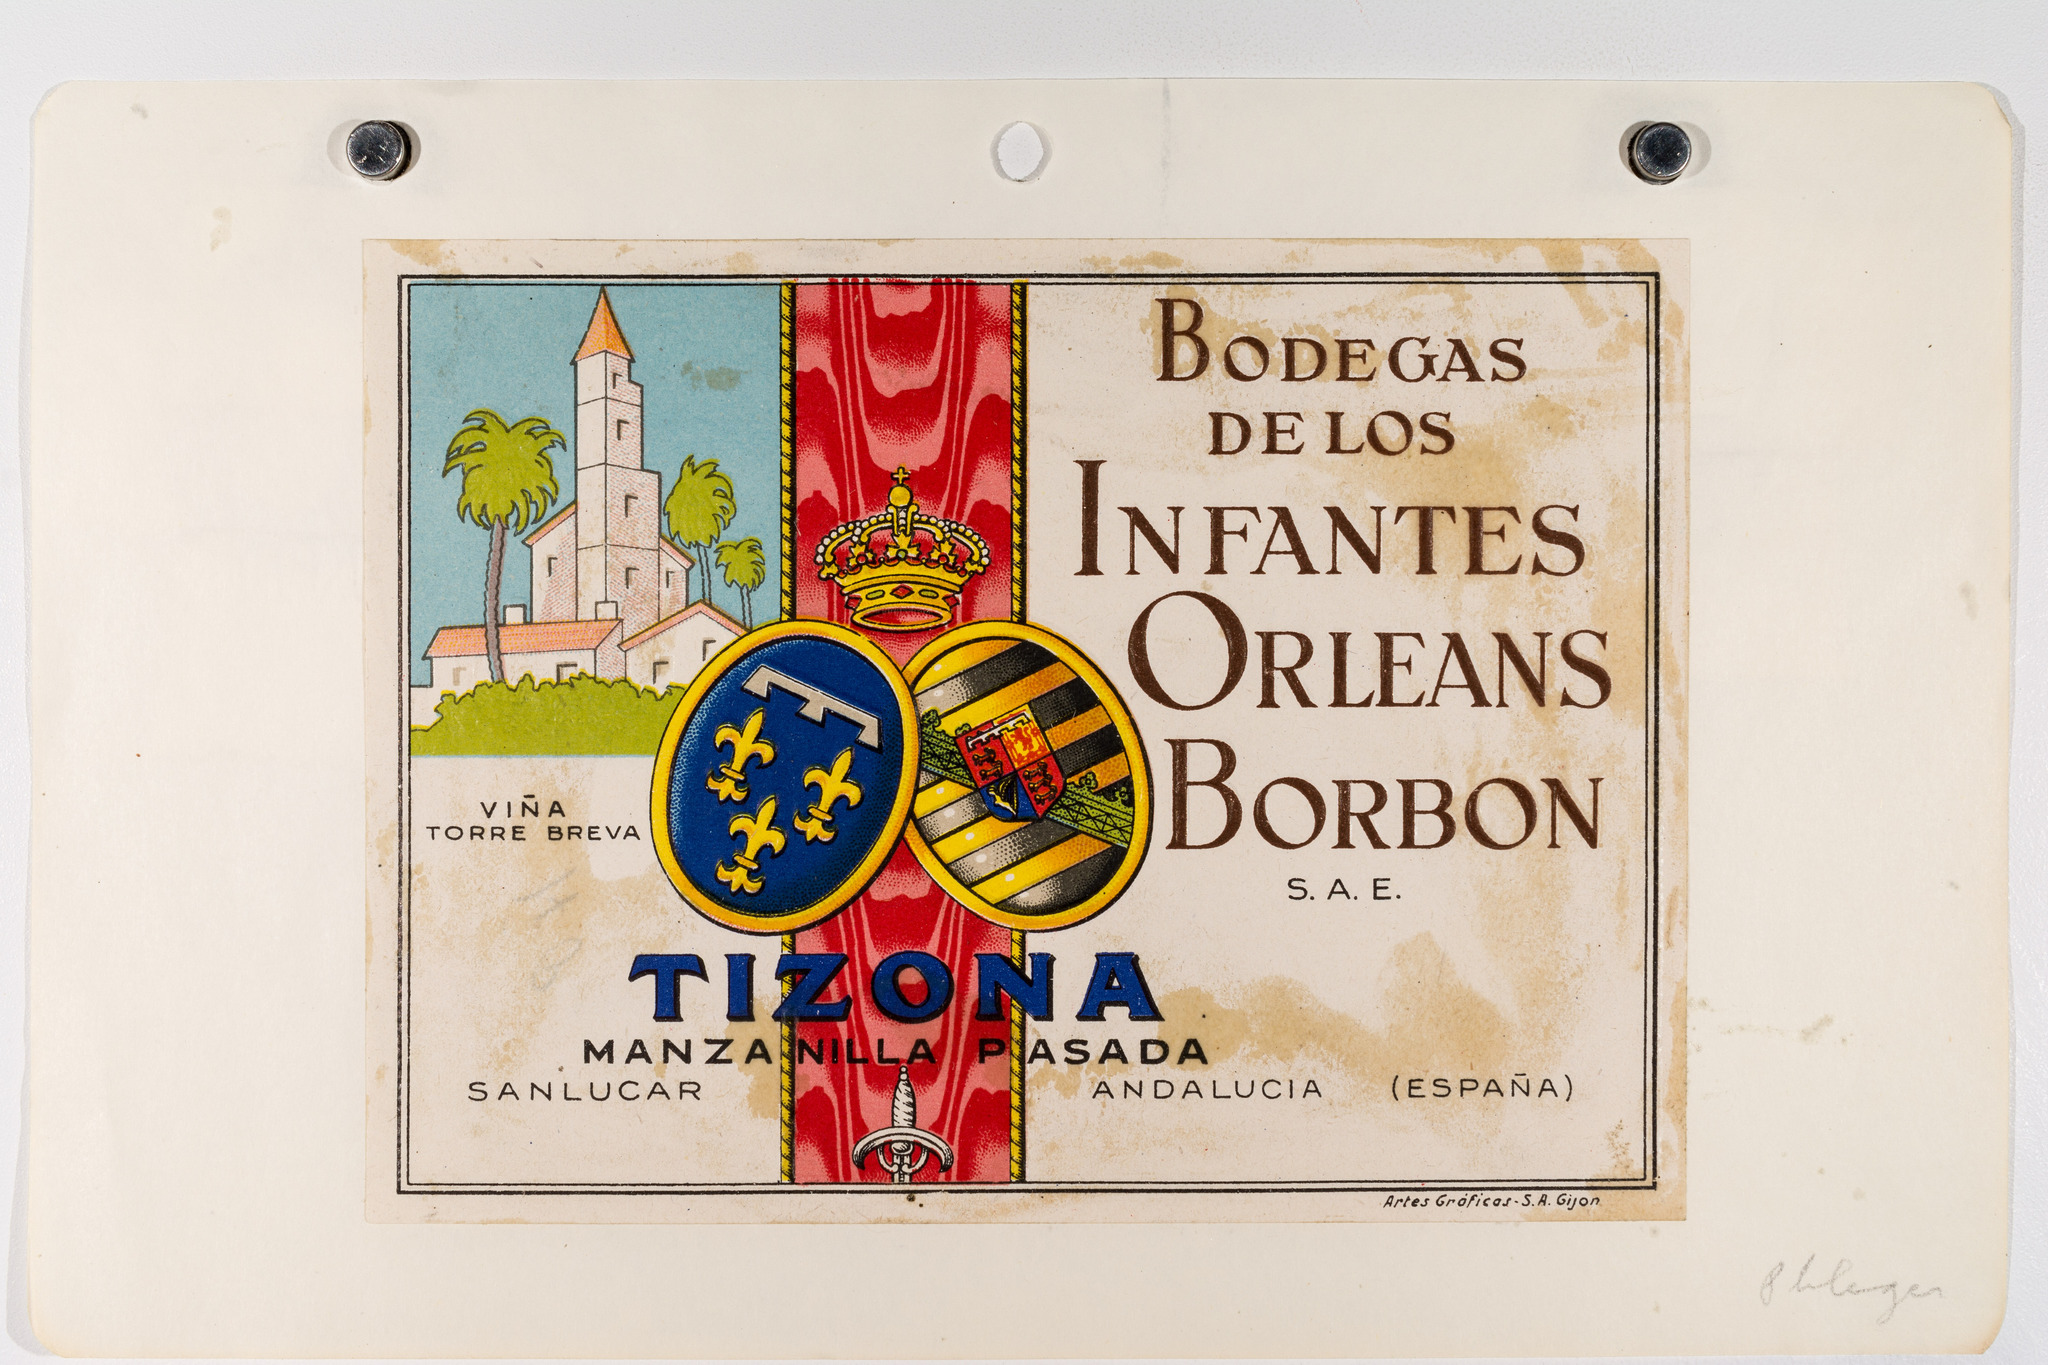 BODEGAS
DE LOS
INFANTES
ORLEANS
BORBON
S. A. E.
VIÑA
TORRE BREVA
TIZONA
MANZANILLA PASADA
SANLUCAR ANDALUCIA (ESPAÑA)
Artes Gráficas-S.A. Gijon